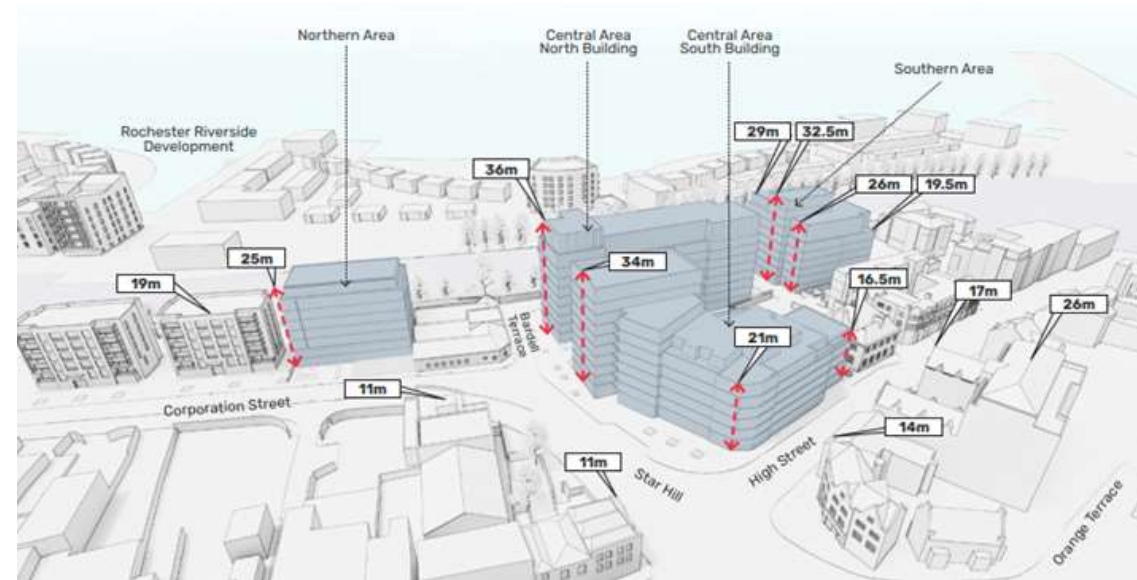 Northern Area
Central Area
North Building
Central Area
South Building
Southern Area
Rochester Riverside
Development
29m
32.5m
36m
26m
19.5m
25m
34m
19m
16.5m
17m
26m
Bardell
Terrace
21m
11m
Corporation Street
14m
High Street
11m
Star Hill
Orange Terrace